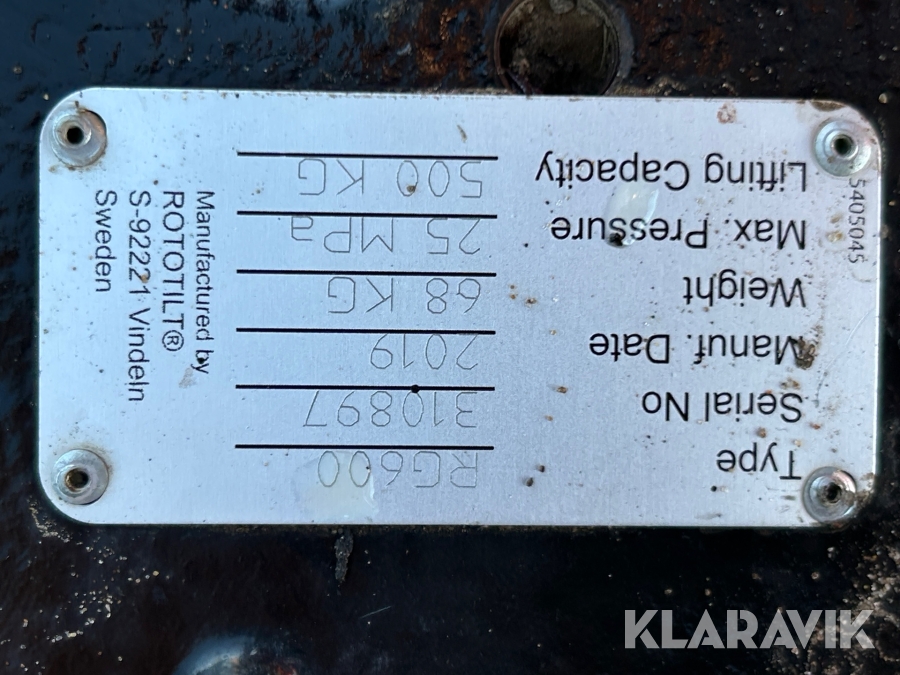 Type RG600
Serial No 310897
Manuf. Date 2019
Weight 68 KG
Max. Pressure 25 MPa
Lifting Capacity 500 KG
Manufactured by
ROTOTILT®
S-92221 Vindeln
Sweden
5405045
KLARAVIK